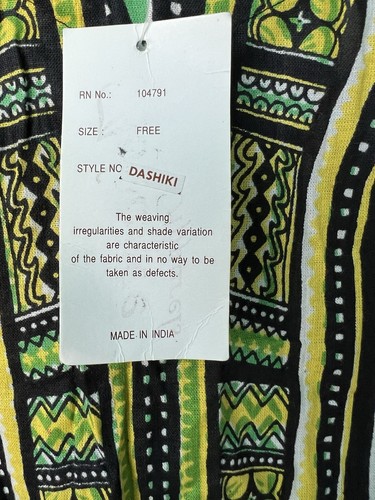 RN No.: 104791
SIZE : FREE
STYLE NO DASHIKI
The weaving
irregularities and shade variation
are characteristic
of the fabric and in no way to be
taken as defects.
MADE IN INDIA